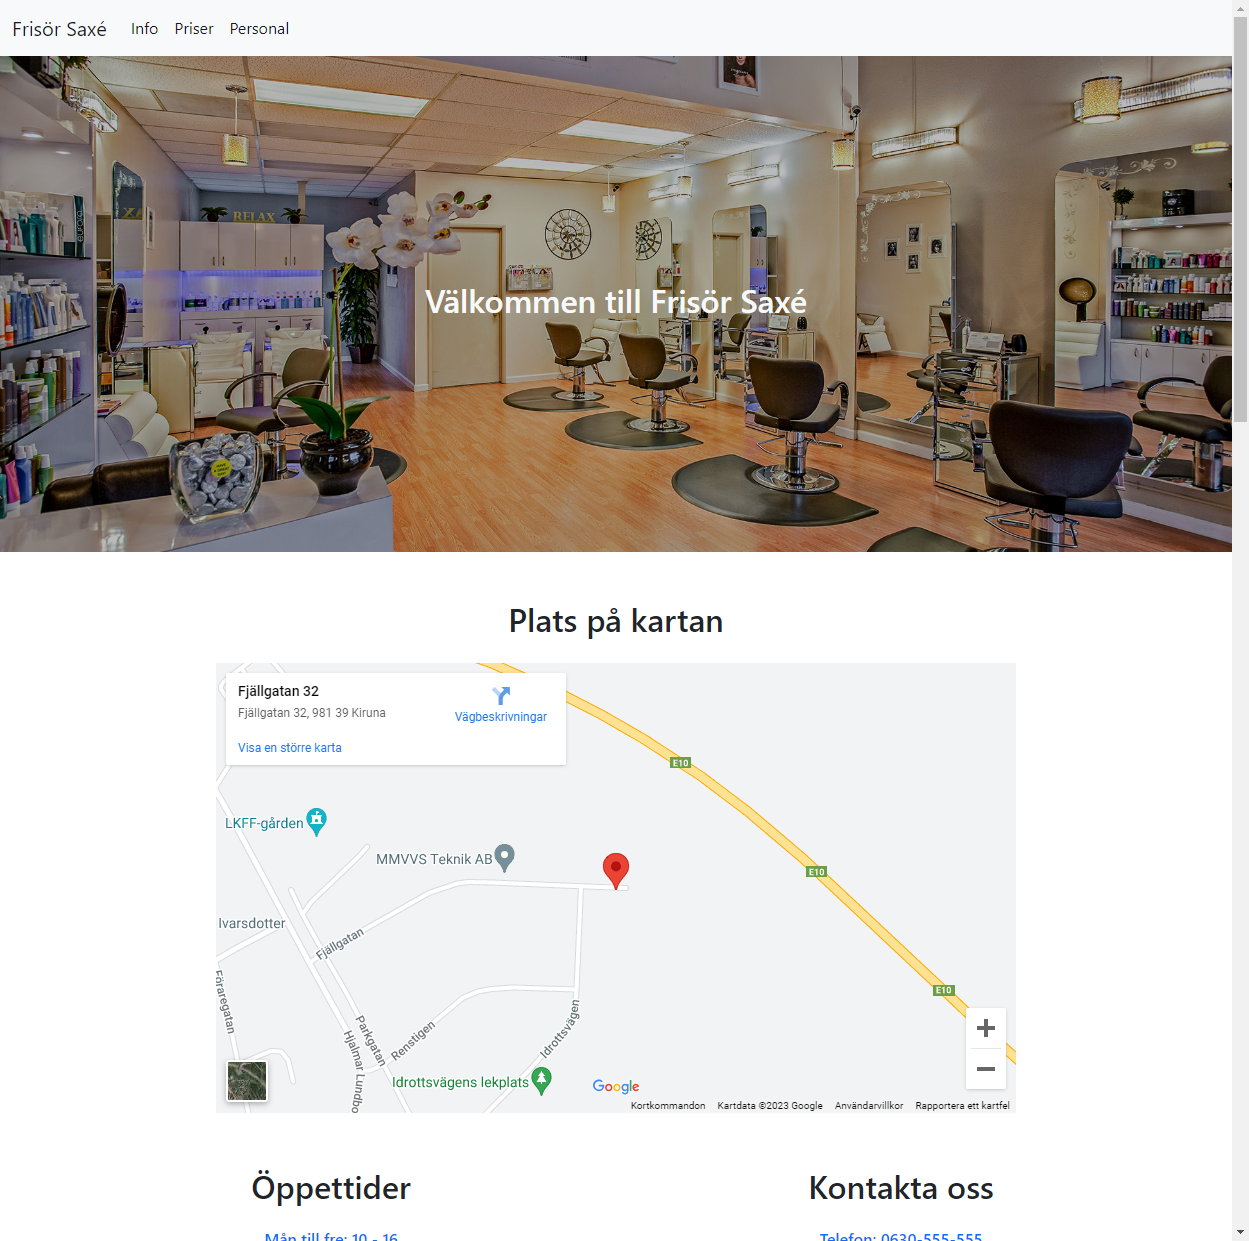 Frisör Saxé
Info
Priser
Personal
RELAX
Välkommen till Frisör Saxé
Plats på kartan
Fjällgatan 32
Fjällgatan 32, 981 39 Kiruna
Vägbeskrivningar
Visa en större karta
E10
LKFF-gården
MMVVS Teknik AB
E10
Ivarsdotter
Fjällgatan
Föraregatan
E10
Parkgatan
Hjalmar Lundbo
Renstigen
Idrottsvägen
Idrottsvägens lekplats
Google
Kortkommandon
Kartdata ©2023 Google
Användarvillkor
Rapportera ett kartfel
Öppettider
Kontakta oss
Mån till fre: 10 - 16
Telefon: 0630-555-555